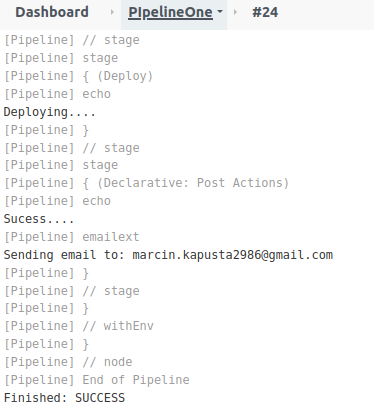 Dashboard PIpelineOne #24
[Pipeline] // stage
[Pipeline] stage
[Pipeline] { (Deploy)
[Pipeline] echo
Deploying....
[Pipeline] }
[Pipeline] // stage
[Pipeline] stage
[Pipeline] { (Declarative: Post Actions)
[Pipeline] echo
Sucess....
[Pipeline] emailext
Sending email to: marcin.kapusta2986@gmail.com
[Pipeline] }
[Pipeline] // stage
[Pipeline] }
[Pipeline] // withEnv
[Pipeline] }
[Pipeline] // node
[Pipeline] End of Pipeline
Finished: SUCCESS